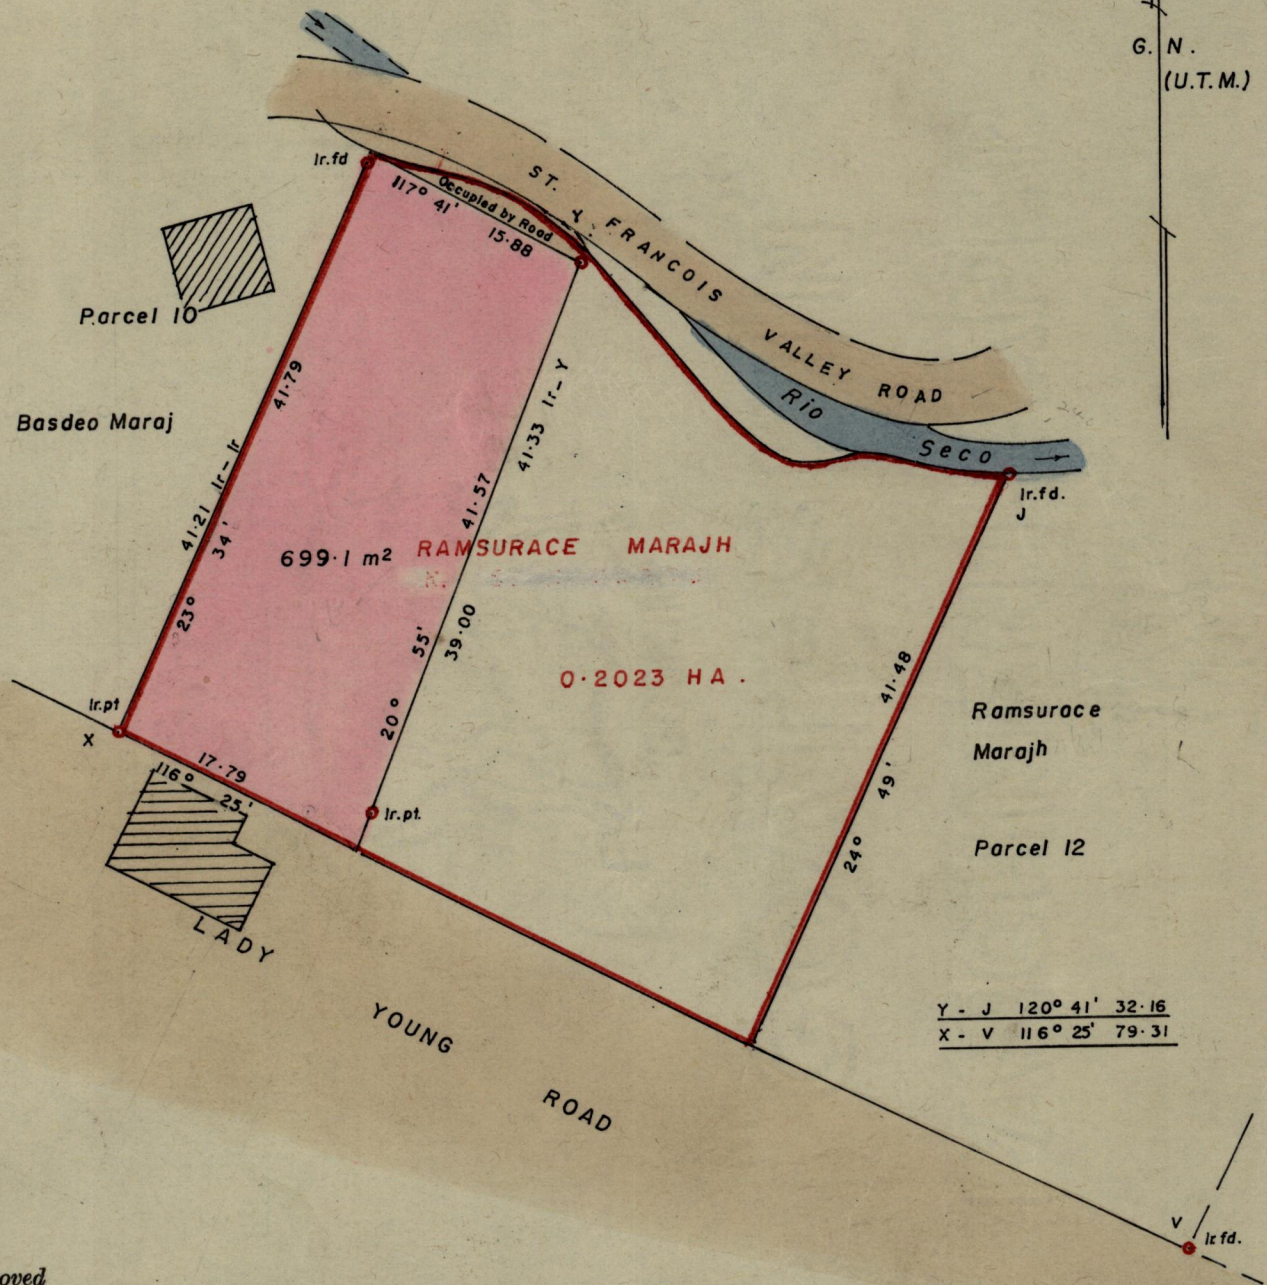 G. N.
(U.T.M.)
Ir.fd
117° 41'
Occupied by Road
15·88
ST. FRANCOIS VALLEY ROAD
Y.
Parcel 10
Basdeo Maraj
41·79
41·21 Ir-Ir
34'
23°
41·33 Ir-Y
41·57
55'
39·00
20°
Rio Seco
Ir.fd.
J
699·1 m²
RAMSURACE MARAJH
0·2023 HA.
41·48
49'
24°
Ramsurace
Marajh
Parcel 12
Ir.pt
X
17·79
116° 25'
Ir.pt.
LADY YOUNG ROAD
Y - J 120° 41' 32·16
X - V 116° 25' 79·31
V
Ir.fd.
oved